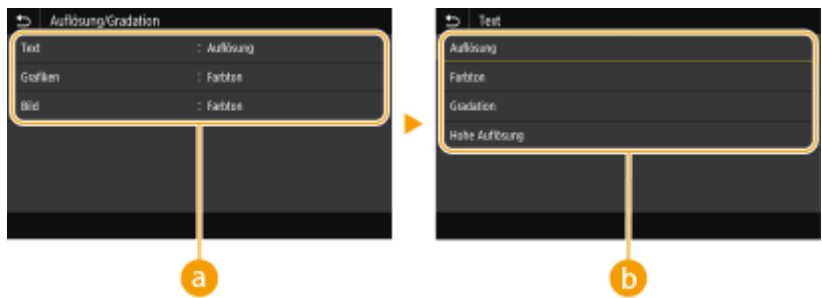 Auflösung/Gradation
Text : Auflösung
Grafiken : Farbton
Bild : Farbton
a
Text
Auflösung
Farbton
Gradation
Hohe Auflösung
b